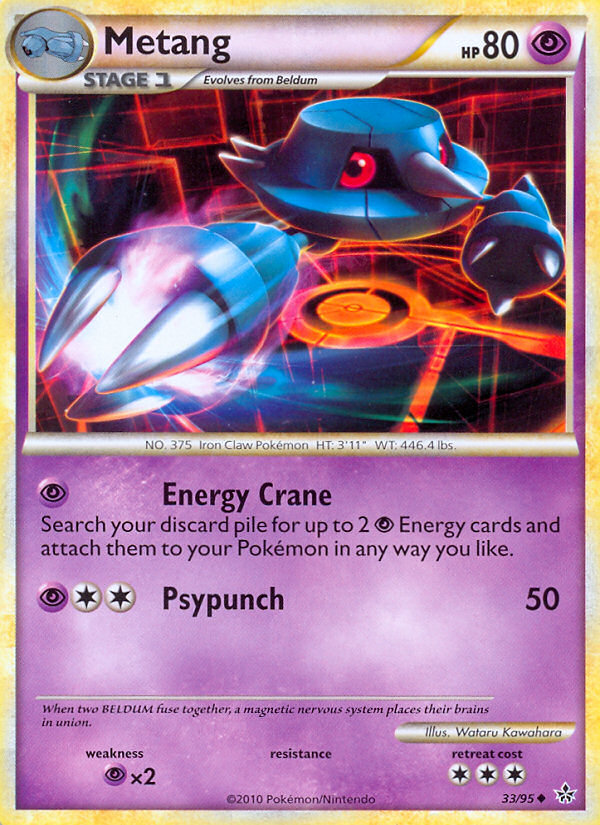 Metang
HP 80
STAGE 1
Evolves from Beldum
NO. 375 Iron Claw Pokémon HT: 3'11" WT: 446.4 lbs.
Energy Crane
Search your discard pile for up to 2 Energy cards and
attach them to your Pokémon in any way you like.
Psypunch 50
When two BELDUM fuse together, a magnetic nervous system places their brains
in union.
Illus. Wataru Kawahara
weakness resistance retreat cost
×2
©2010 Pokémon/Nintendo 33/95